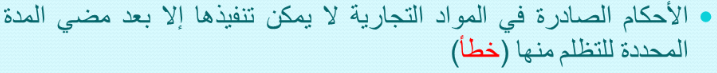 • الأحكام الصادرة في المواد التجارية لا يمكن تنفيذها إلا بعد مضي المدة
المحددة للتظلم منها (خطأ)